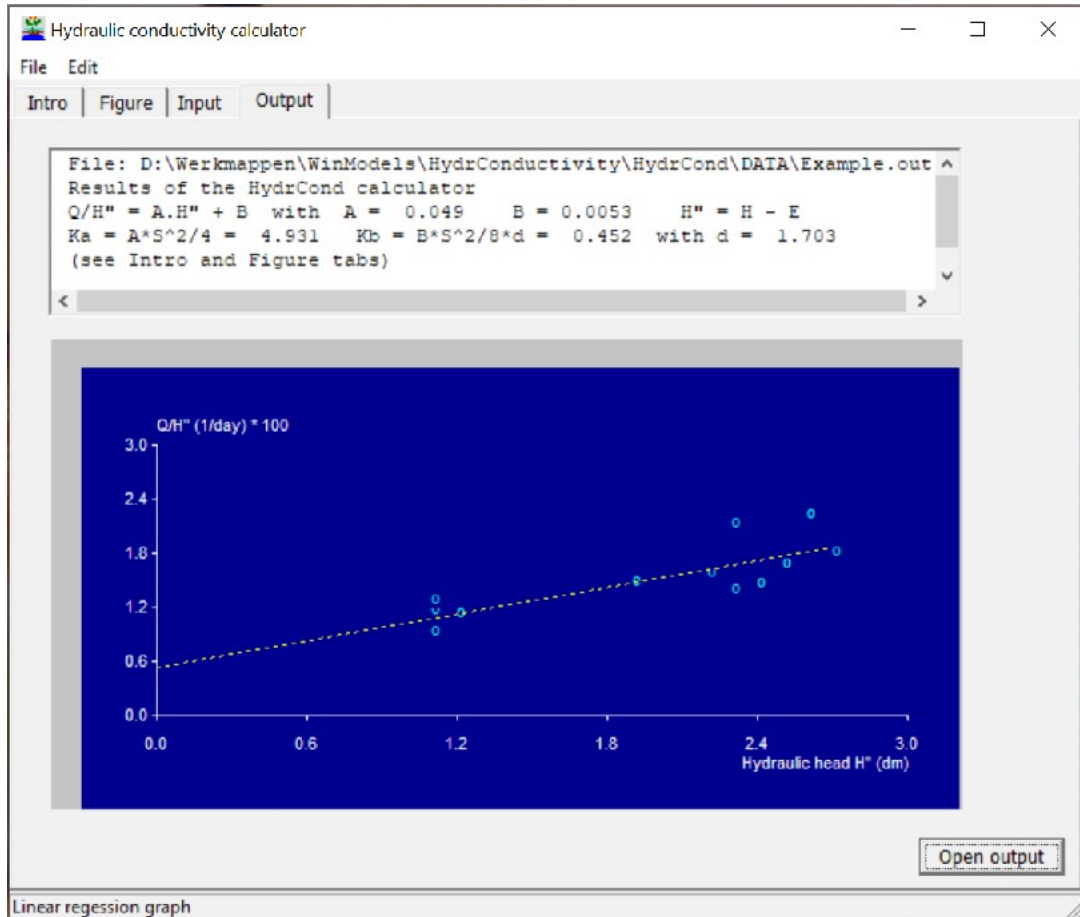 Hydraulic conductivity calculator
File Edit
Intro Figure Input Output
File: D:\Werkmappen\WinModels\HydrConductivity\HydrCond\DATA\Example.out
Results of the HydrCond calculator
Q/H" = A.H" + B with A = 0.049 B = 0.0053 H" = H - E
Ka = A*S^2/4 = 4.931 Kb = B*S^2/8*d = 0.452 with d = 1.703
(see Intro and Figure tabs)
Q/H" (1/day) * 100
3.0
2.4
1.8
1.2
0.6
0.0
0.0 0.6 1.2 1.8 2.4 3.0
Hydraulic head H" (dm)
Open output
Linear regession graph